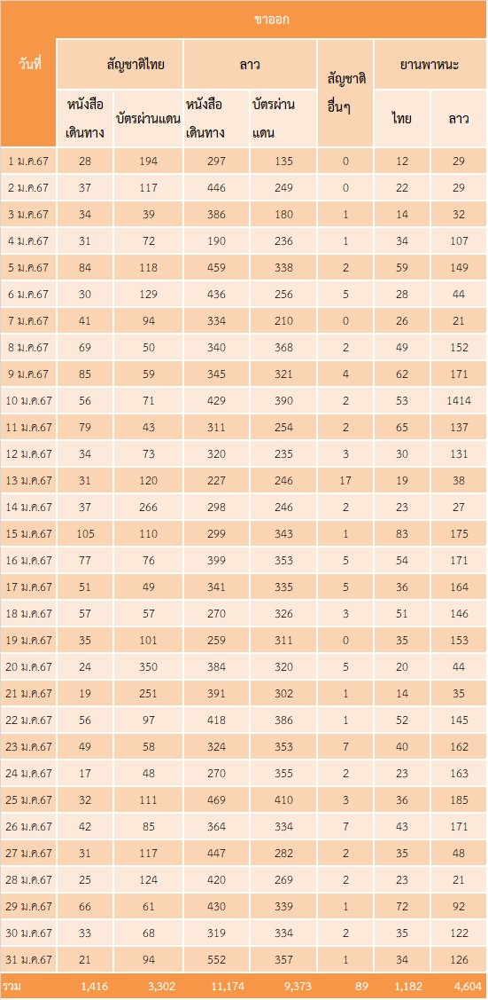 ขาออก
วันที่ สัญชาติไทย ลาว สัญชาติอื่นๆ ยานพาหนะ
หนังสือเดินทาง บัตรผ่านแดน หนังสือเดินทาง บัตรผ่านแดน ไทย ลาว
1 ม.ค.67 28 194 297 135 0 12 29
2 ม.ค.67 37 117 446 249 0 22 29
3 ม.ค.67 34 39 386 180 1 14 32
4 ม.ค.67 31 72 190 236 1 34 107
5 ม.ค.67 84 118 459 338 2 59 149
6 ม.ค.67 30 129 436 256 5 28 44
7 ม.ค.67 41 94 334 210 0 26 21
8 ม.ค.67 69 50 340 368 2 49 152
9 ม.ค.67 85 59 345 321 4 62 171
10 ม.ค.67 56 71 429 390 2 53 1414
11 ม.ค.67 79 43 311 254 2 65 137
12 ม.ค.67 34 73 320 235 3 30 131
13 ม.ค.67 31 120 227 246 17 19 38
14 ม.ค.67 37 266 298 246 2 23 27
15 ม.ค.67 105 110 299 343 1 83 175
16 ม.ค.67 77 76 399 353 5 54 171
17 ม.ค.67 51 49 341 335 5 36 164
18 ม.ค.67 57 57 270 326 3 51 146
19 ม.ค.67 35 101 259 311 0 35 153
20 ม.ค.67 24 350 384 320 5 20 44
21 ม.ค.67 19 251 391 302 1 14 35
22 ม.ค.67 56 97 418 386 1 52 145
23 ม.ค.67 49 58 324 353 7 40 162
24 ม.ค.67 17 48 270 355 2 23 163
25 ม.ค.67 32 111 469 410 3 36 185
26 ม.ค.67 42 85 364 334 7 43 171
27 ม.ค.67 31 117 447 282 2 35 48
28 ม.ค.67 25 124 420 269 2 23 21
29 ม.ค.67 66 61 430 339 1 72 92
30 ม.ค.67 33 68 319 334 2 35 122
31 ม.ค.67 21 94 552 357 1 34 126
รวม 1,416 3,302 11,174 9,373 89 1,182 4,604